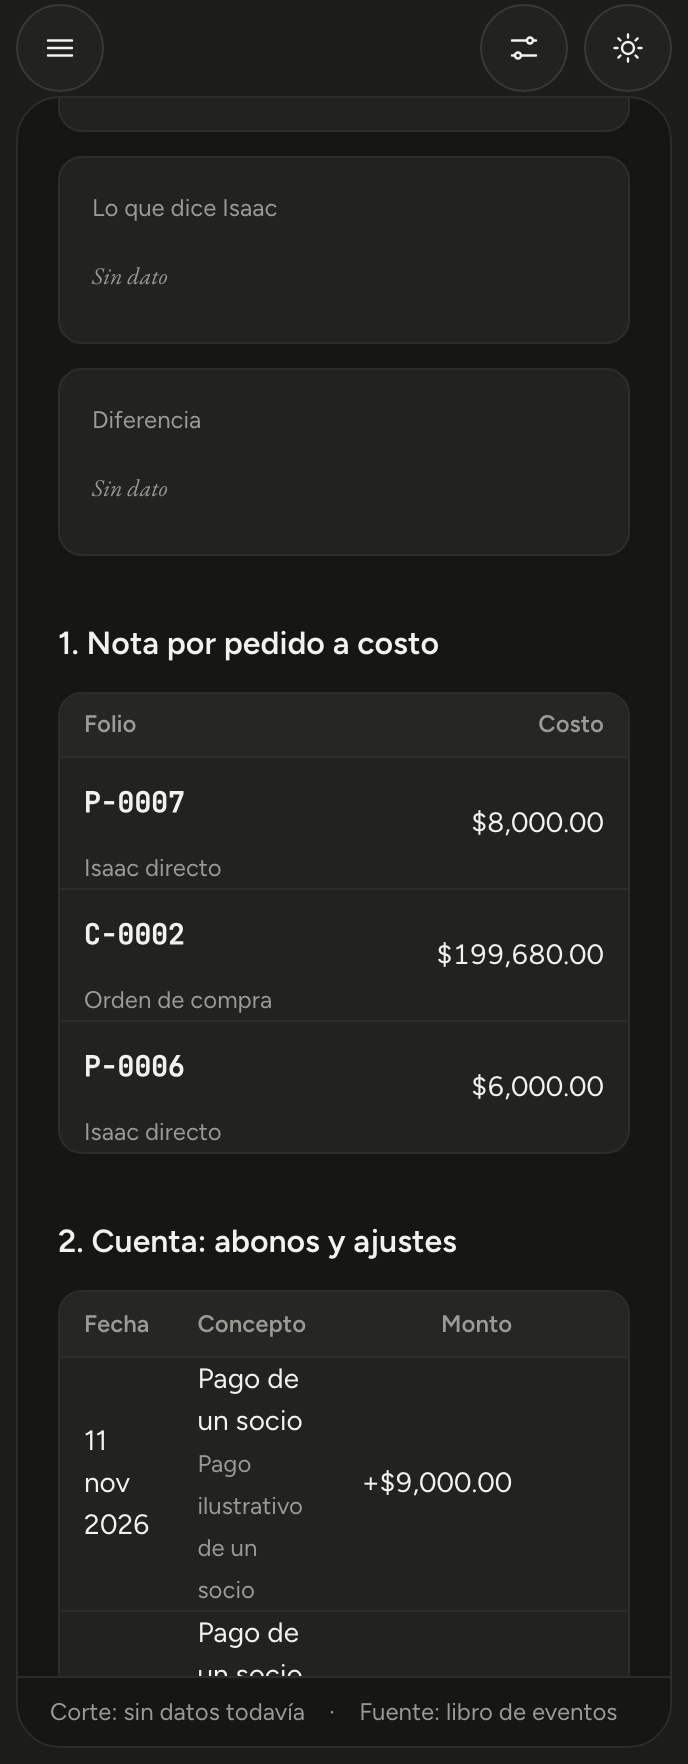 Lo que dice Isaac
Sin dato
Diferencia
Sin dato
1. Nota por pedido a costo
Folio Costo
P-0007
$8,000.00
Isaac directo
C-0002
$199,680.00
Orden de compra
P-0006
$6,000.00
Isaac directo
2. Cuenta: abonos y ajustes
Fecha Concepto Monto
11
nov
2026
Pago de
un socio
Pago
ilustrativo
de un
socio
+$9,000.00
Pago de
un socio
Corte: sin datos todavía · Fuente: libro de eventos